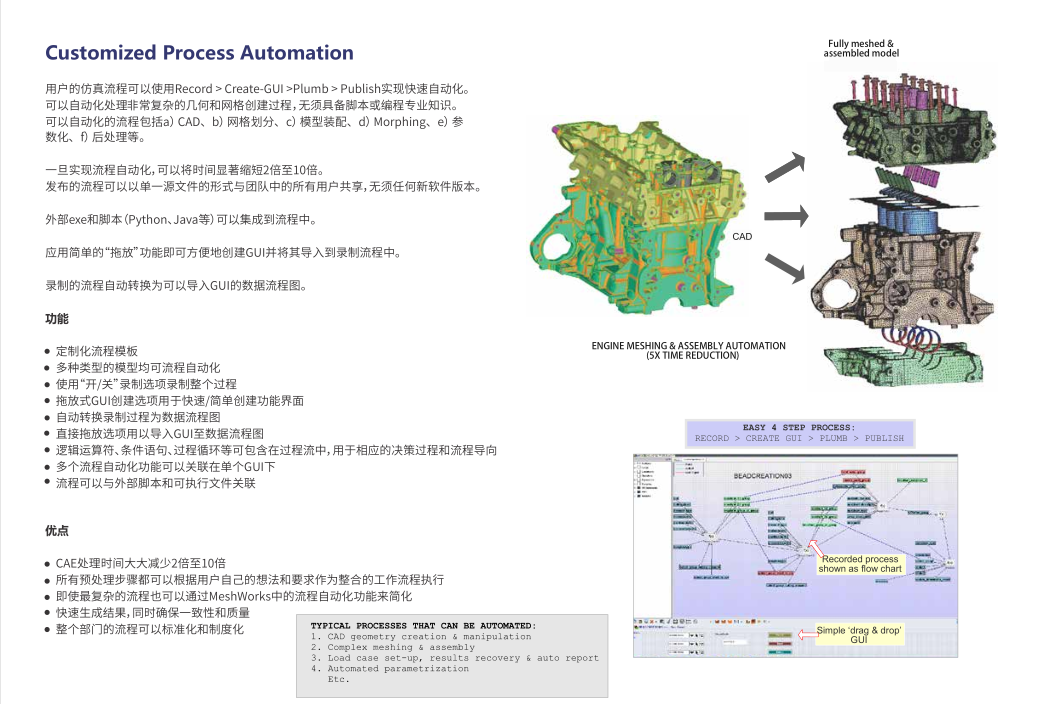 Customized Process Automation
用户的仿真流程可以使用Record > Create-GUI >Plumb > Publish实现快速自动化。
可以自动化处理非常复杂的几何和网格创建过程，无须具备脚本或编程专业知识。
可以自动化的流程包括a）CAD、b）网格划分、c）模型装配、d）Morphing、e）参
数化、f）后处理等。
一旦实现流程自动化，可以将时间显著缩短2倍至10倍。
发布的流程可以以单一源文件的形式与团队中的所有用户共享，无须任何新软件版本。
外部exe和脚本（Python、Java等）可以集成到流程中。
应用简单的“拖放”功能即可方便地创建GUI并将其导入到录制流程中。
录制的流程自动转换为可以导入GUI的数据流程图。
功能
● 定制化流程模板
● 多种类型的模型均可流程自动化
● 使用“开/关”录制选项录制整个过程
● 拖放式GUI创建选项用于快速/简单创建功能界面
● 自动转换录制过程为数据流程图
● 直接拖放选项用以导入GUI至数据流程图
● 逻辑运算符、条件语句、过程循环等可包含在过程流中，用于相应的决策过程和流程导向
● 多个流程自动化功能可以关联在单个GUI下
● 流程可以与外部脚本和可执行文件关联
优点
● CAE处理时间大大减少2倍至10倍
● 所有预处理步骤都可以根据用户自己的想法和要求作为整合的工作流程执行
● 即使最复杂的流程也可以通过MeshWorks中的流程自动化功能来简化
● 快速生成结果，同时确保一致性和质量
● 整个部门的流程可以标准化和制度化
TYPICAL PROCESSES THAT CAN BE AUTOMATED:
1. CAD geometry creation & manipulation
2. Complex meshing & assembly
3. Load case set-up, results recovery & auto report
4. Automated parametrization
Etc.
Fully meshed &
assembled model
CAD
ENGINE MESHING & ASSEMBLY AUTOMATION
(5X TIME REDUCTION)
EASY 4 STEP PROCESS:
RECORD > CREATE GUI > PLUMB > PUBLISH
BEADCREATION03
Recorded process
shown as flow chart
Simple ‘drag & drop’
GUI